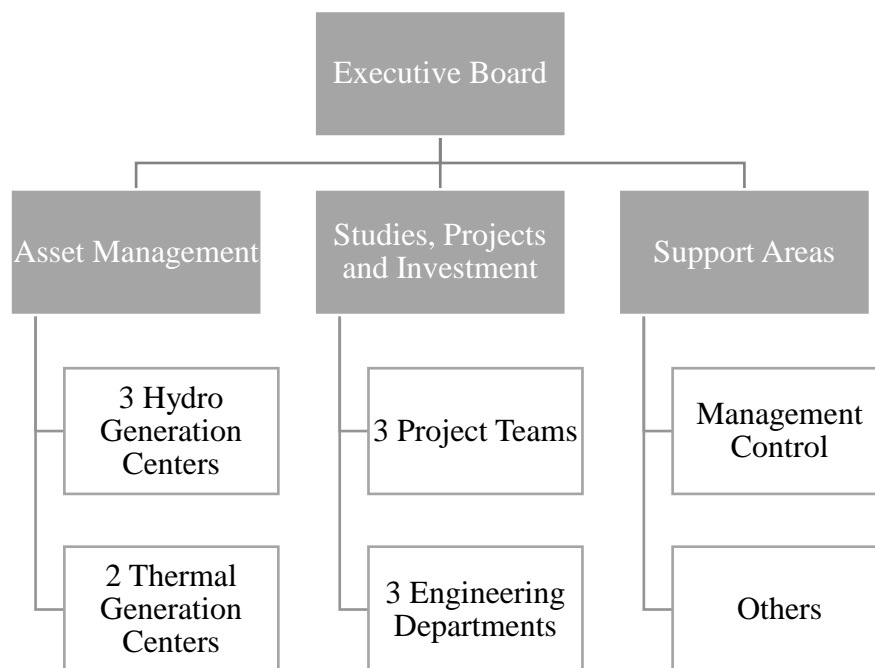 Executive Board
Asset Management
Studies, Projects
and Investment
Support Areas
3 Hydro
Generation
Centers
3 Project Teams
Management
Control
2 Thermal
Generation
Centers
3 Engineering
Departments
Others